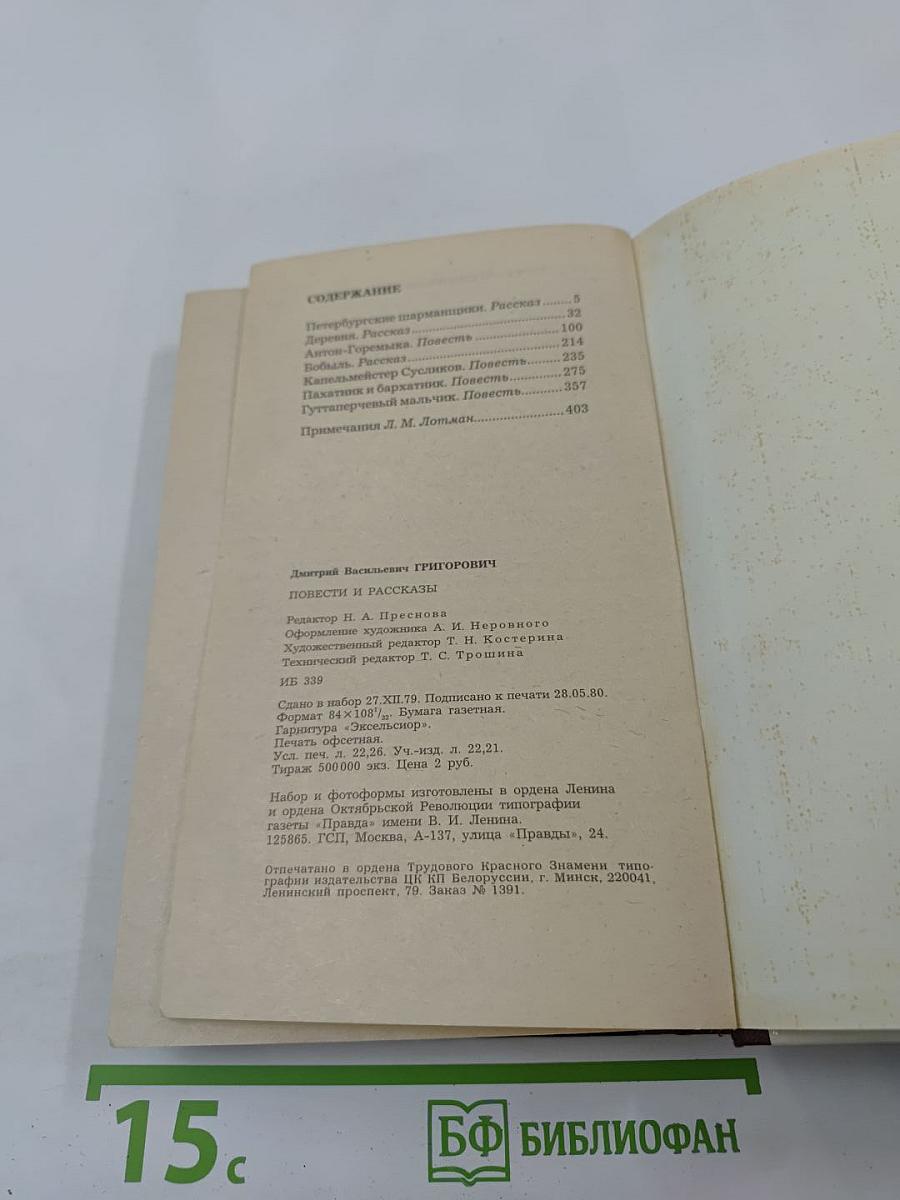 СОДЕРЖАНИЕ
Петербургские шарманщики. Рассказ ........5
Деревня. Рассказ..............................32
Антон-Горемыка. Повесть ................100
Бобыль. Рассказ..............................214
Капельмейстер Сусликов. Повесть........235
Пахатник и бархатник. Повесть............275
Гуттаперчевый мальчик. Повесть..........357
Примечания Л. М. Лотман......................403
Дмитрий Васильевич ГРИГОРОВИЧ
ПОВЕСТИ И РАССКАЗЫ
Редактор Н. А. Преснова
Оформление художника А. И. Неровного
Художественный редактор Т. Н. Костерина
Технический редактор Т. С. Трошина
ИБ 339
Сдано в набор 27.XII.79. Подписано к печати 28.05.80.
Формат 84×108¹/₃₂. Бумага газетная.
Гарнитура «Эксельсиор».
Печать офсетная.
Усл. печ. л. 22,26. Уч.-изд. л. 22,21.
Тираж 500 000 экз. Цена 2 руб.
Набор и фотоформы изготовлены в ордена Ленина
и ордена Октябрьской Революции типографии
газеты «Правда» имени В. И. Ленина.
125865. ГСП, Москва, А-137, улица «Правды», 24.
Отпечатано в ордена Трудового Красного Знамени типо-
графии издательства ЦК КП Белоруссии, г. Минск, 220041,
Ленинский проспект, 79. Заказ № 1391.
15 с
БФ БИБЛИОФАН